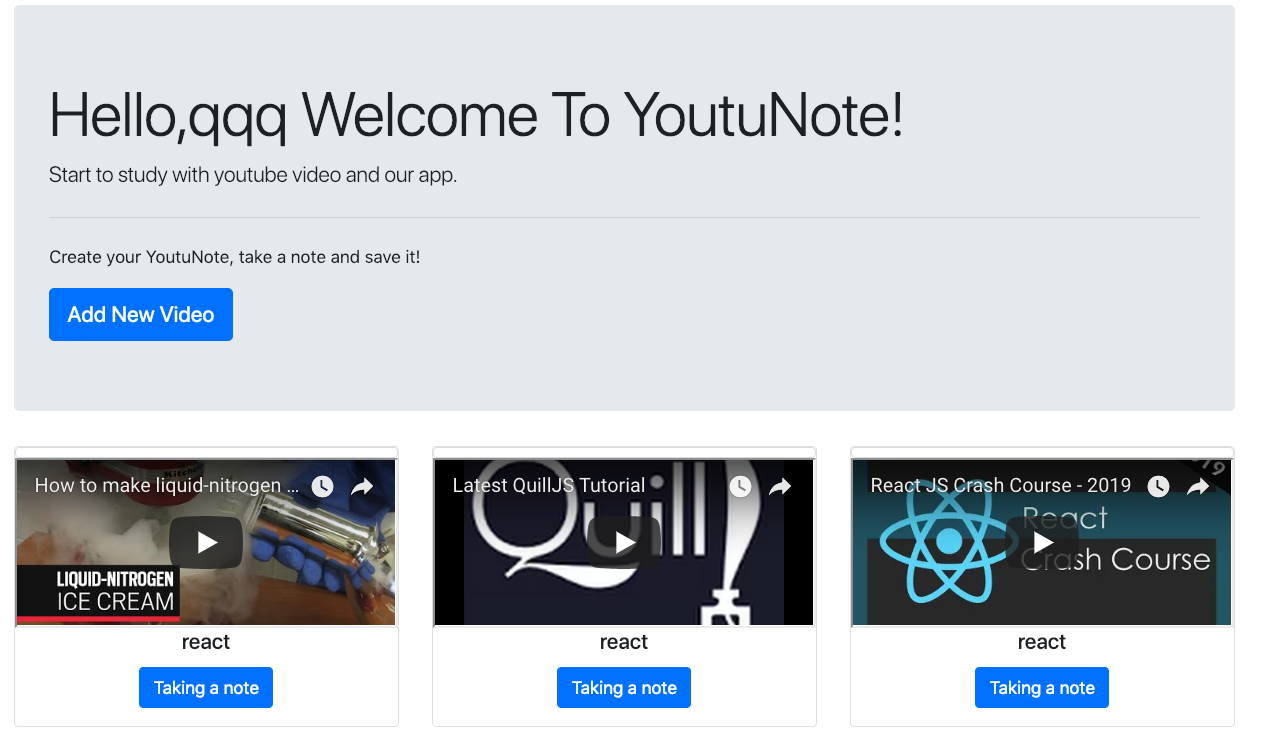 Hello,qqq Welcome To YoutuNote!
Start to study with youtube video and our app.
Create your YoutuNote, take a note and save it!
Add New Video
How to make liquid-nitrogen ...
LIQUID-NITROGEN
ICE CREAM
react
Taking a note
Latest QuillJS Tutorial
Quill
react
Taking a note
React JS Crash Course - 2019
React
Crash Course
react
Taking a note